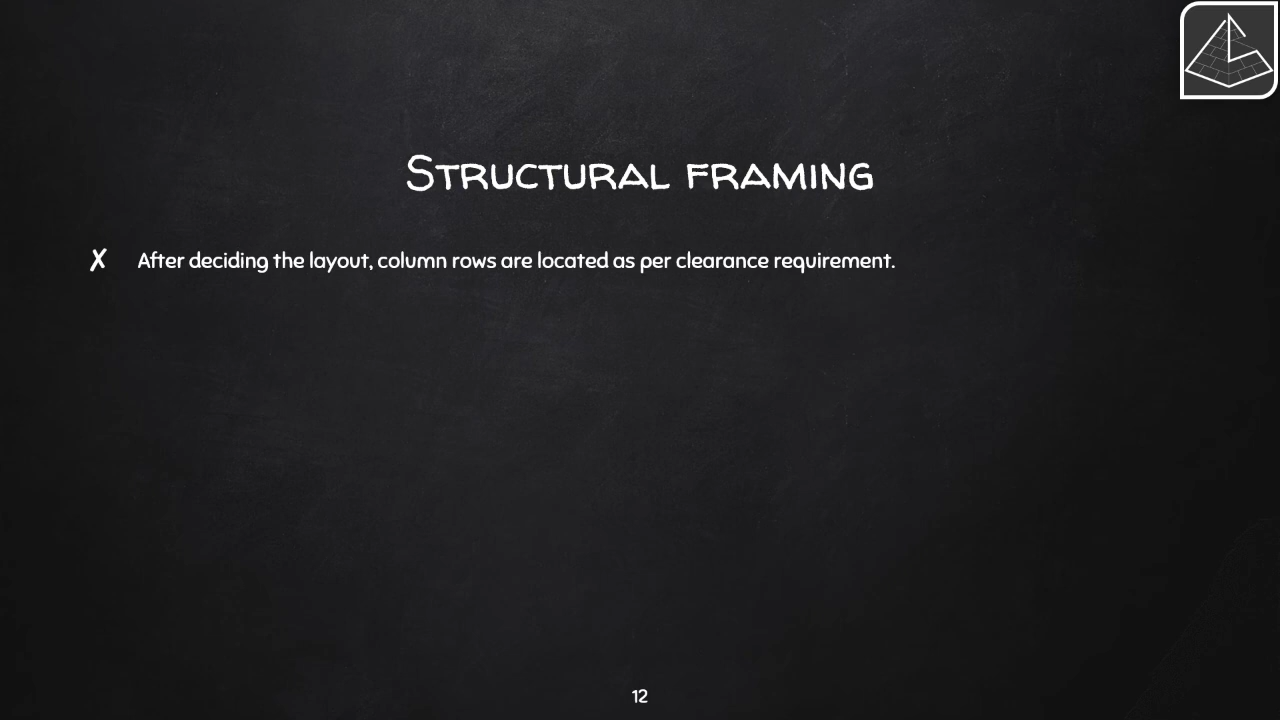 Structural framing
✗ After deciding the layout, column rows are located as per clearance requirement.
12